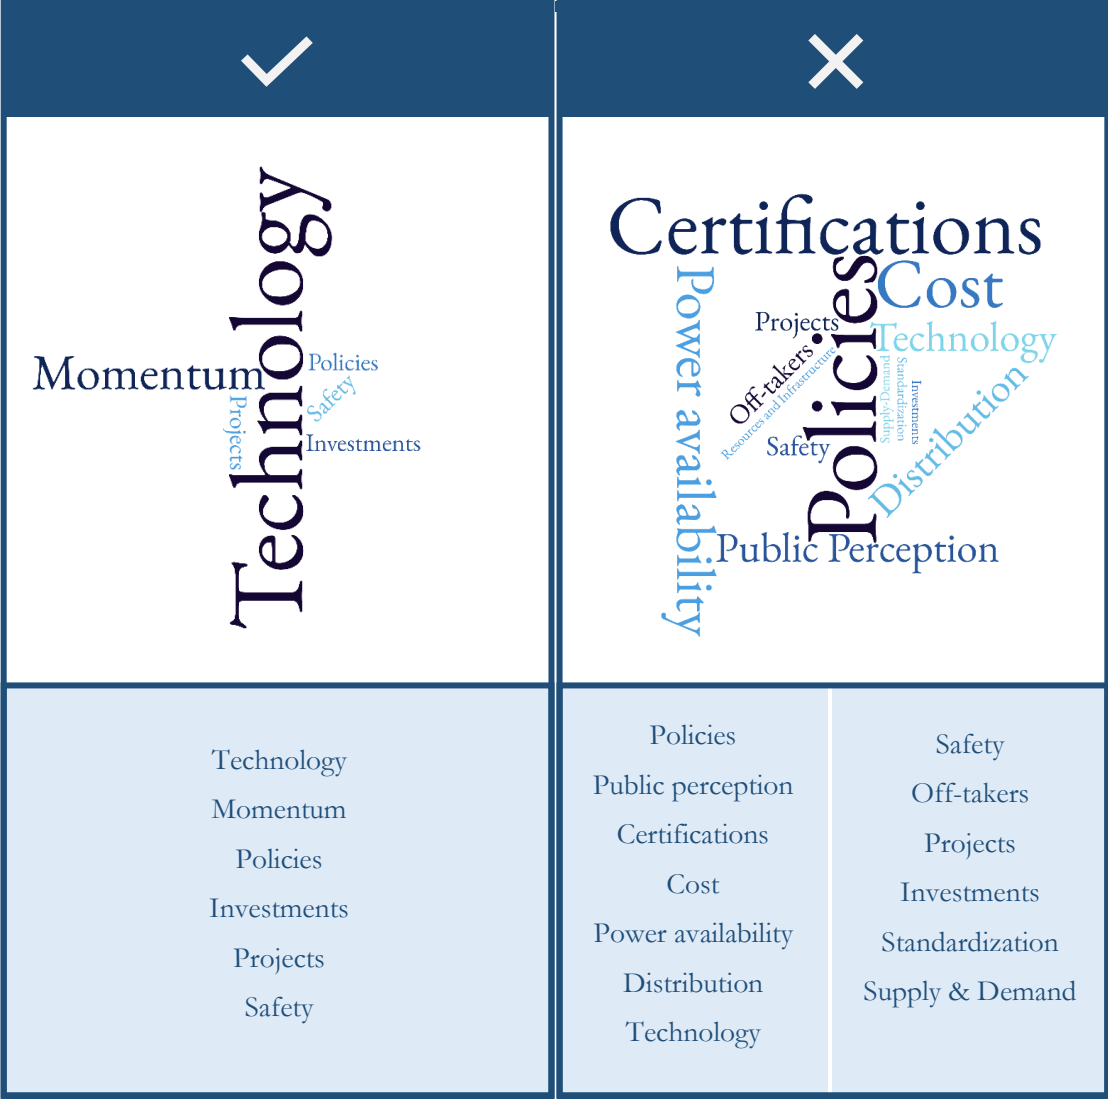 Technology
Momentum
Policies
Safety
Projects
Investments
Certifications
Policies
Cost
Power availability
Projects
Technology
Off-takers
Resources and Infrastructure
Supply-Demand
Standardization
Investments
Safety
Distribution
Public Perception
Technology
Momentum
Policies
Investments
Projects
Safety
Policies
Public perception
Certifications
Cost
Power availability
Distribution
Technology
Safety
Off-takers
Projects
Investments
Standardization
Supply & Demand